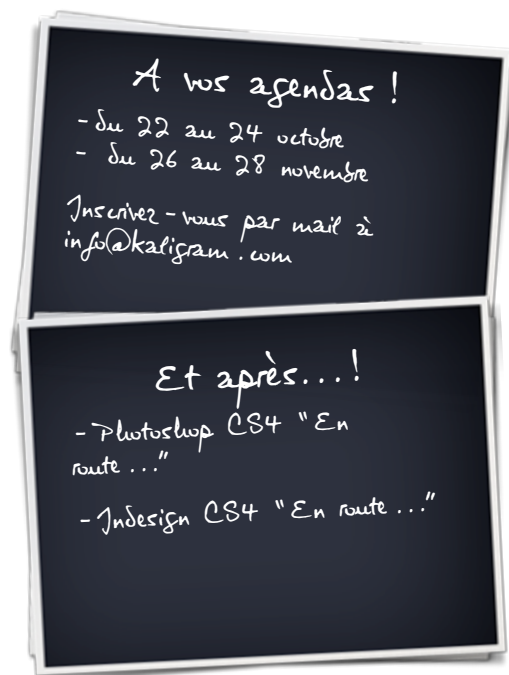 A vos agendas !
- du 22 au 24 octobre
- du 26 au 28 novembre
Inscrivez-vous par mail à
info@kaligram.com
Et après...!
- Photoshop CS4 "En
route ..."
- Indesign CS4 "En route ..."